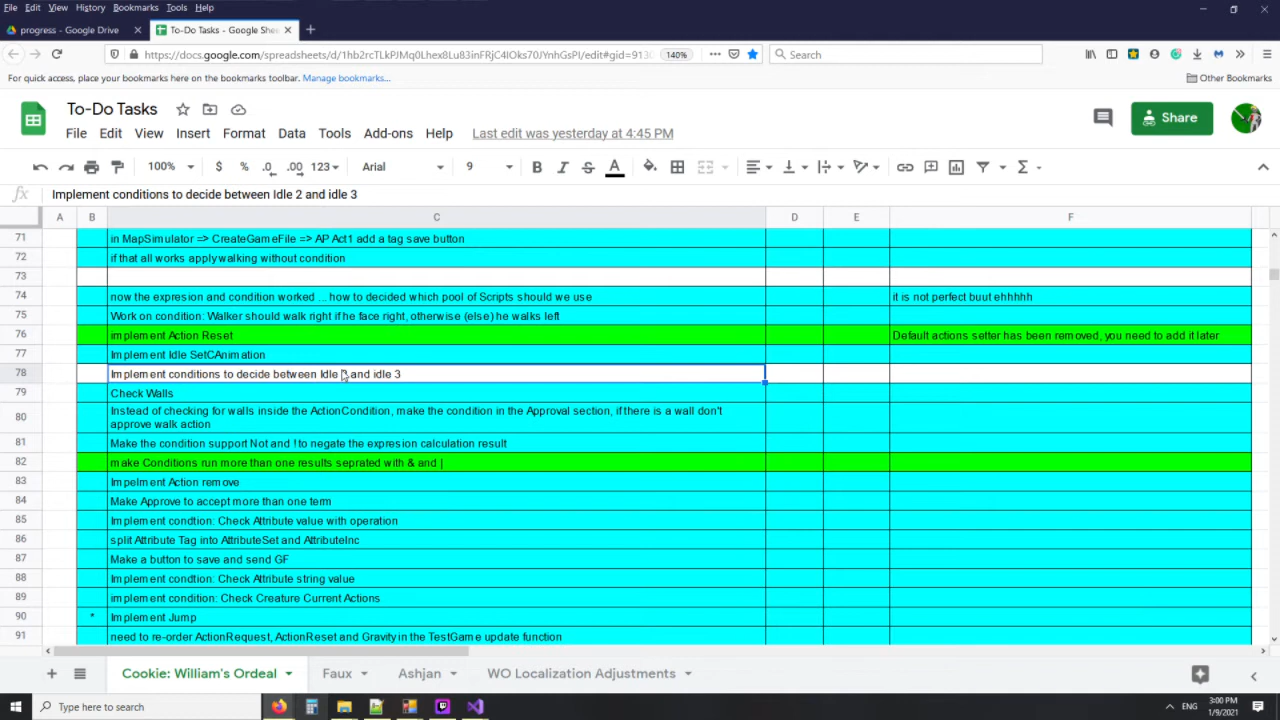 File Edit View History Bookmarks Tools Help
progress - Google Drive
To-Do Tasks - Google Shee
https://docs.google.com/spreadsheets/d/1hb2rcTLkPJMq0Lhex8Lu83inFRjC4IOks70JYnhGsPI/edit#gid=913
140%
Search
For quick access, place your bookmarks here on the bookmarks toolbar. Manage bookmarks...
Other Bookmarks
To-Do Tasks
File Edit View Insert Format Data Tools Add-ons Help Last edit was yesterday at 4:45 PM
Share
100% $ % .0 .00 123 Arial 9 B I S A
fx Implement conditions to decide between Idle 2 and idle 3
A B C D E F
71 in MapSimulator => CreateGameFile => AP Act1 add a tag save button
72 if that all works apply walking without condition
73
74 now the expresion and condition worked ... how to decided which pool of Scripts should we use it is not perfect buut ehhhhh
75 Work on condition: Walker should walk right if he face right, otherwise (else) he walks left
76 implement Action Reset Default actions setter has been removed, you need to add it later
77 Implement Idle SetCAnimation
78 Implement conditions to decide between Idle 2 and idle 3
79 Check Walls
80 Instead of checking for walls inside the ActionCondition, make the condition in the Approval section, if there is a wall don't
approve walk action
81 Make the condition support Not and ! to negate the expresion calculation result
82 make Conditions run more than one results seprated with & and |
83 Impelment Action remove
84 Make Approve to accept more than one term
85 Implement condtion: Check Attribute value with operation
86 split Attribute Tag into AttributeSet and AttributeInc
87 Make a button to save and send GF
88 Implement condtion: Check Attribute string value
89 implement condition: Check Creature Current Actions
90 * Implement Jump
91 need to re-order ActionRequest, ActionReset and Gravity in the TestGame update function
Cookie: William's Ordeal Faux Ashjan WO Localization Adjustments
Type here to search
ENG
3:00 PM
1/9/2021